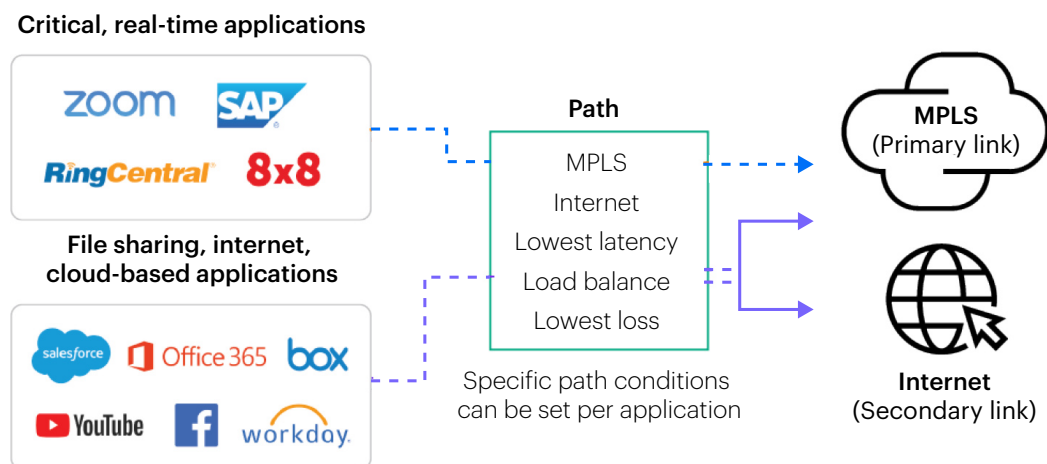 Critical, real-time applications
zoom
SAP
RingCentral
8x8
File sharing, internet,
cloud-based applications
salesforce
Office 365
box
YouTube
workday.
Path
MPLS
Internet
Lowest latency
Load balance
Lowest loss
Specific path conditions
can be set per application
MPLS
(Primary link)
Internet
(Secondary link)